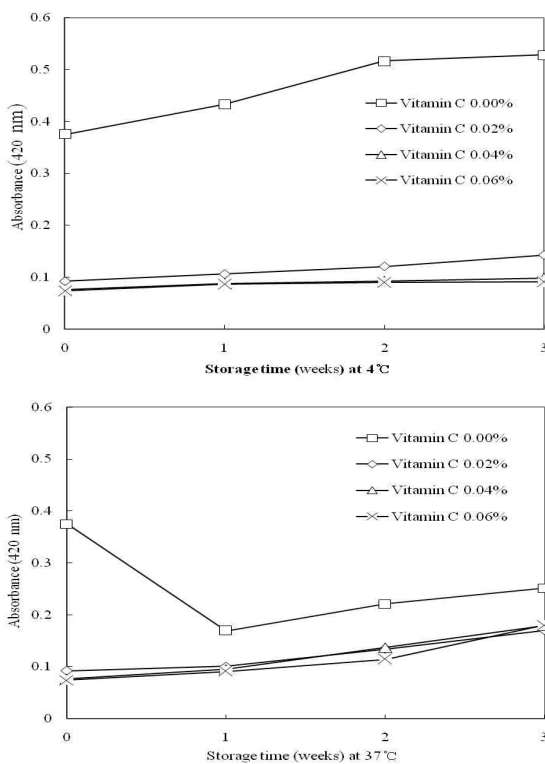 0.6
0.5
0.4
0.3
0.2
0.1
0
Absorbance (420 nm)
Vitamin C 0.00%
Vitamin C 0.02%
Vitamin C 0.04%
Vitamin C 0.06%
0 1 2 3
Storage time (weeks) at 4℃
0.6
0.5
0.4
0.3
0.2
0.1
0
Absorbance (420 nm)
Vitamin C 0.00%
Vitamin C 0.02%
Vitamin C 0.04%
Vitamin C 0.06%
0 1 2 3
Storage time (weeks) at 37℃